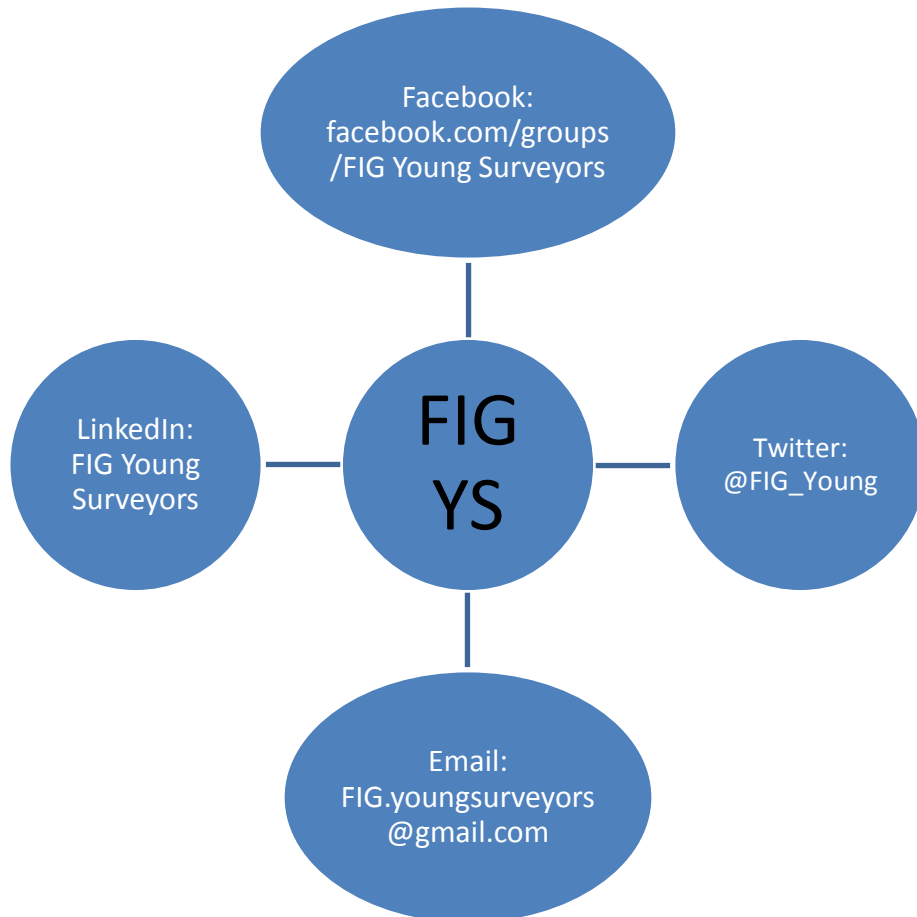 Facebook:
facebook.com/groups
/FIG Young Surveyors
LinkedIn:
FIG Young
Surveyors
FIG
YS
Twitter:
@FIG_Young
Email:
FIG.youngsurveyors
@gmail.com